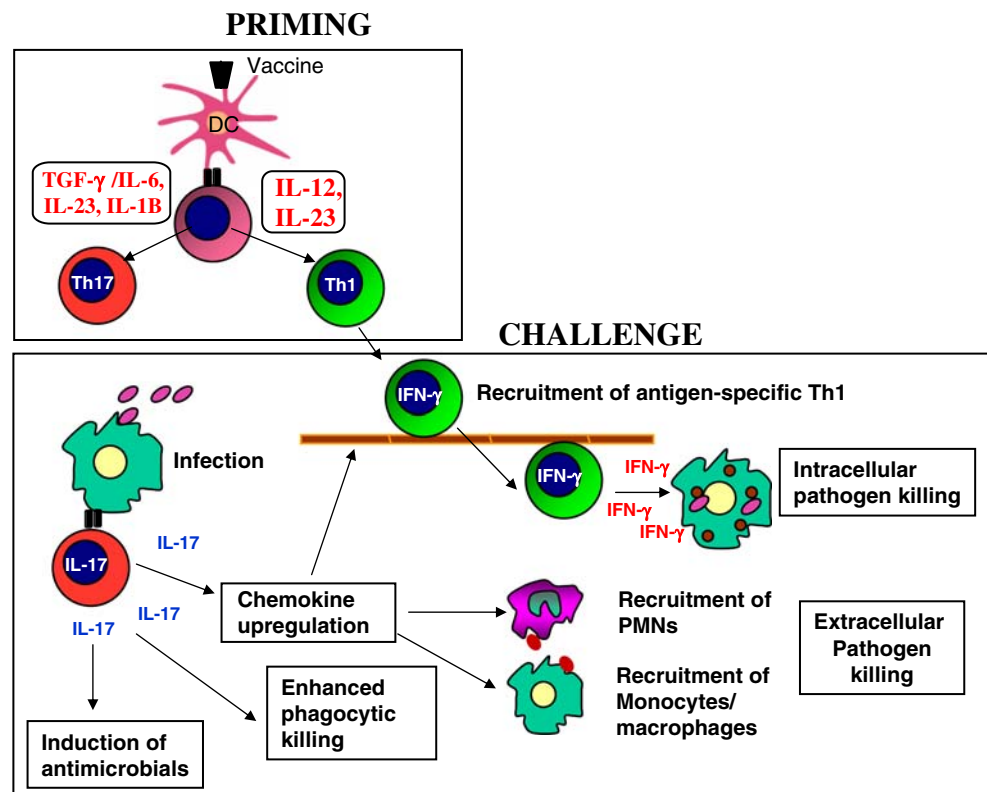 PRIMING
Vaccine
DC
TGF-γ /IL-6,
IL-23, IL-1B
IL-12,
IL-23
Th17
Th1
CHALLENGE
IFN-γ
Recruitment of antigen-specific Th1
Infection
IFN-γ
IFN-γ
IFN-γ
IFN-γ
Intracellular
pathogen killing
IL-17
IL-17
IL-17
IL-17
Chemokine
upregulation
Recruitment of
PMNs
Extracellular
Pathogen
killing
Recruitment of
Monocytes/
macrophages
Enhanced
phagocytic
killing
Induction of
antimicrobials